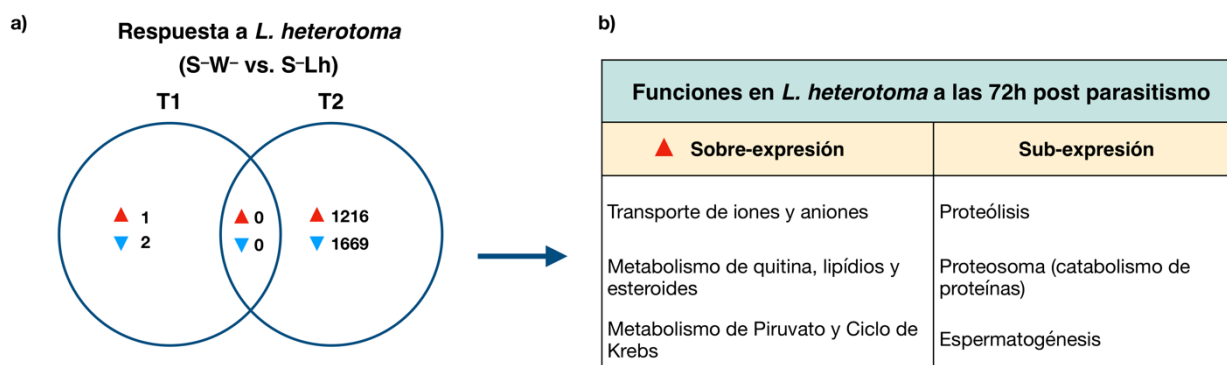 a)
Respuesta a L. heterotoma
(S–W– vs. S–Lh)
T1
T2
1
2
0
0
1216
1669
b)
Funciones en L. heterotoma a las 72h post parasitismo
Sobre-expresión
Sub-expresión
Transporte de iones y aniones
Proteólisis
Metabolismo de quitina, lipídios y
esteroides
Proteosoma (catabolismo de
proteínas)
Metabolismo de Piruvato y Ciclo de
Krebs
Espermatogénesis